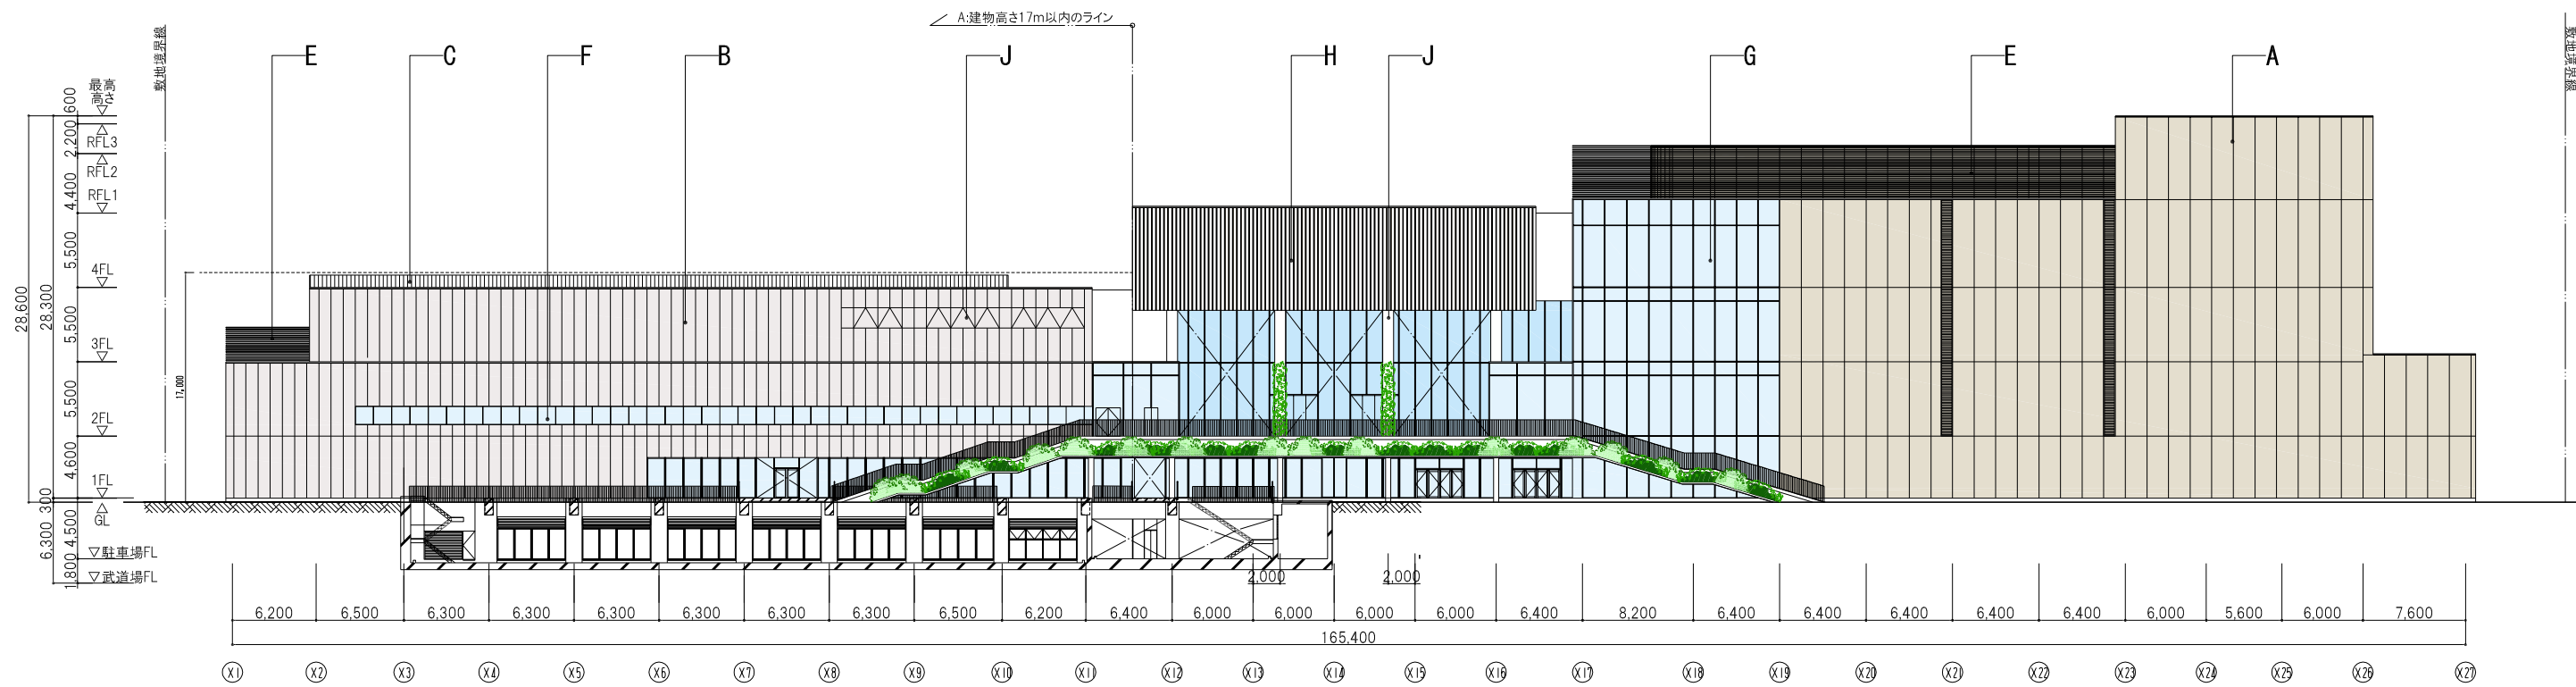 A:建物高さ17m以内のライン
敷地境界線
敷地境界線
E C F B J H J G E A
最高
高さ
RFL3
RFL2
RFL1
4FL
3FL
2FL
1FL
GL
駐車場FL
武道場FL
600
2,200
4,400
5,500
5,500
5,500
4,600
300
4,500
1,800
6,300
28,300
28,600
17,000
2,000 2,000
6,200 6,500 6,300 6,300 6,300 6,300 6,300 6,300 6,500 6,200 6,400 6,000 6,000 6,000 6,000 6,400 8,200 6,400 6,400 6,400 6,400 6,400 6,000 5,600 6,000 7,600
165,400
X1 X2 X3 X4 X5 X6 X7 X8 X9 X10 X11 X12 X13 X14 X15 X16 X17 X18 X19 X20 X21 X22 X23 X24 X25 X26 X27